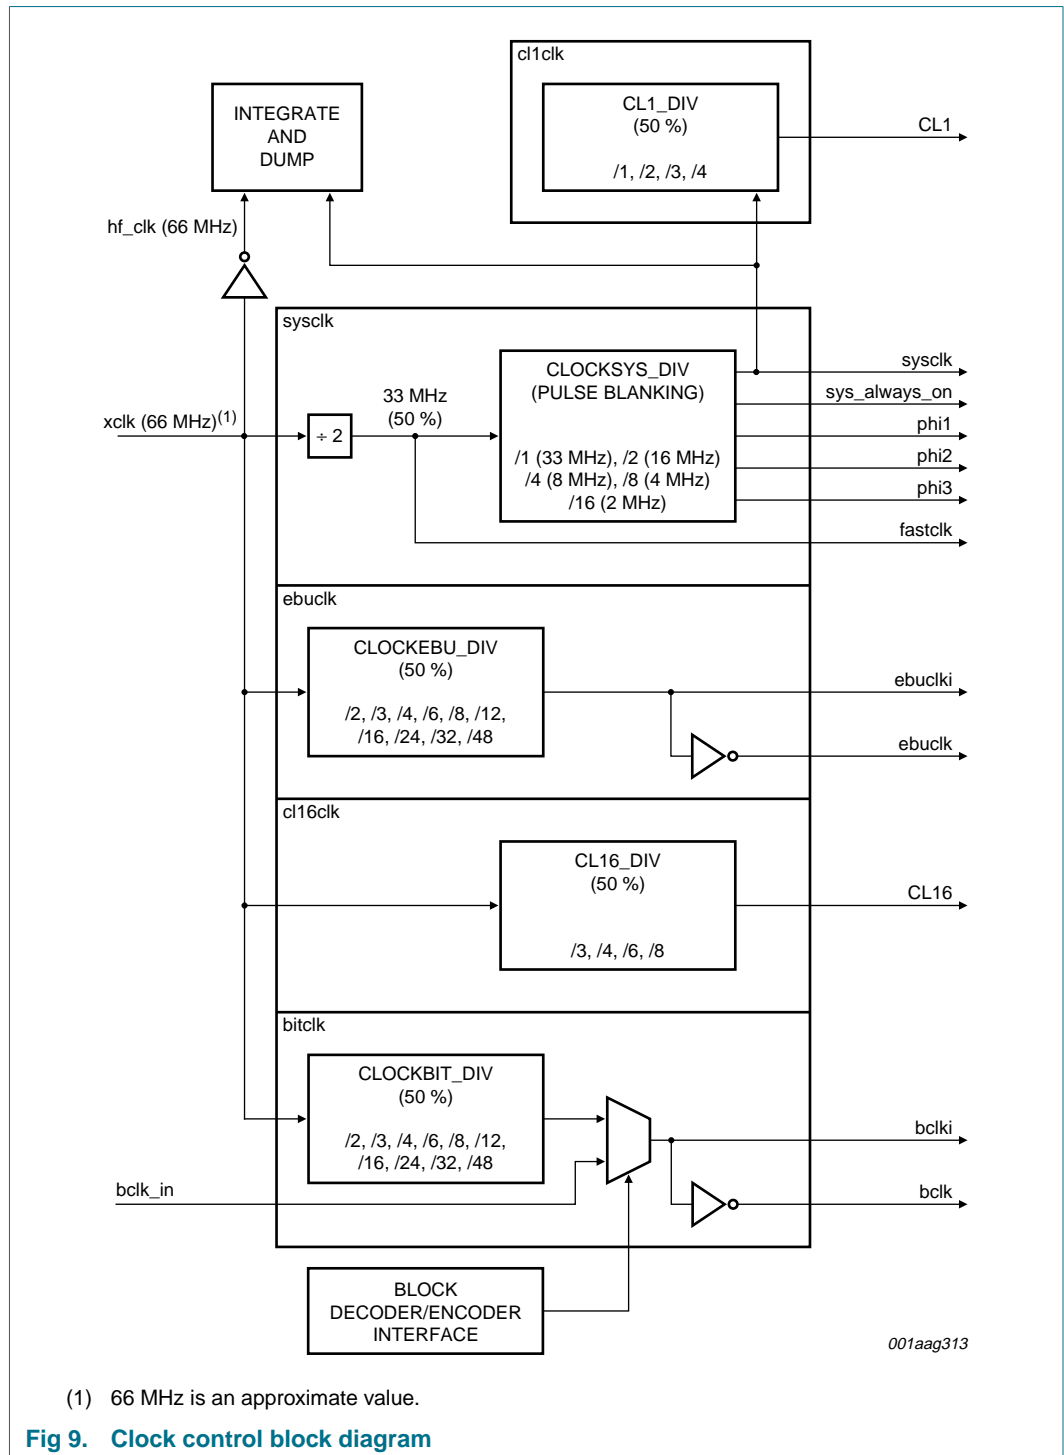 cl1clk
INTEGRATE
AND
DUMP
CL1_DIV
(50 %)
/1, /2, /3, /4
CL1
hf_clk (66 MHz)
sysclk
CLOCKSYS_DIV
(PULSE BLANKING)
/1 (33 MHz), /2 (16 MHz)
/4 (8 MHz), /8 (4 MHz)
/16 (2 MHz)
33 MHz
(50 %)
xclk (66 MHz)(1)
÷ 2
sysclk
sys_always_on
phi1
phi2
phi3
fastclk
ebuclk
CLOCKEBU_DIV
(50 %)
/2, /3, /4, /6, /8, /12,
/16, /24, /32, /48
ebuclki
ebuclk
cl16clk
CL16_DIV
(50 %)
/3, /4, /6, /8
CL16
bitclk
CLOCKBIT_DIV
(50 %)
/2, /3, /4, /6, /8, /12,
/16, /24, /32, /48
bclk_in
bclki
bclk
BLOCK
DECODER/ENCODER
INTERFACE
001aag313
(1) 66 MHz is an approximate value.
Fig 9. Clock control block diagram